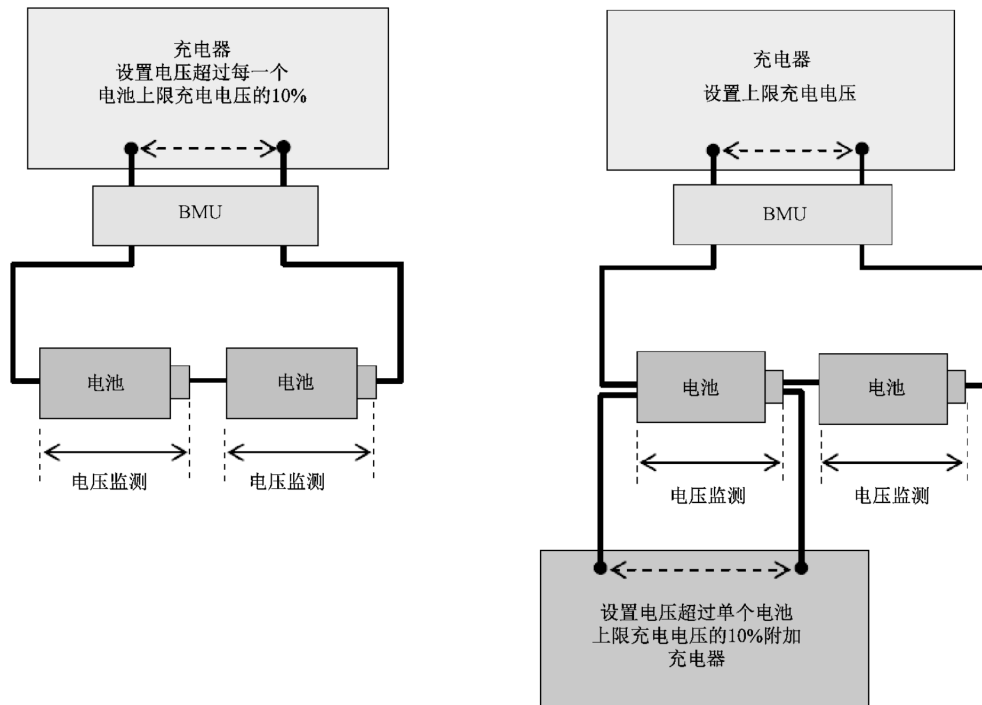 充电器
设置电压超过每一个
电池上限充电电压的10%
BMU
电池
电池
电压监测
电压监测
充电器
设置上限充电电压
BMU
电池
电池
电压监测
电压监测
设置电压超过单个电池
上限充电电压的10%附加
充电器